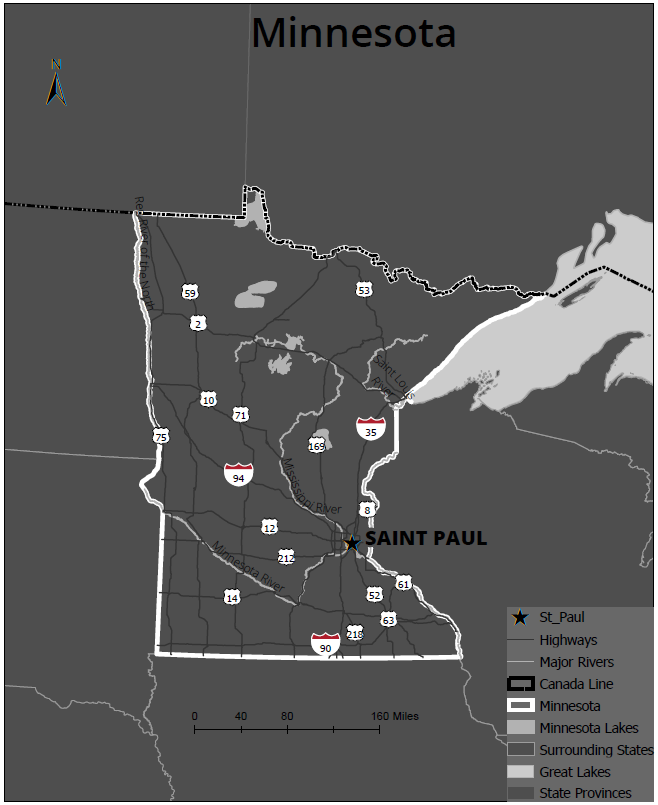 Minnesota
N
Red River of the North
59
53
2
Saint Louis
River
10
71
75
35
169
94
Mississippi River
8
12
SAINT PAUL
212
Minnesota River
61
52
14
63
218
90
St_Paul
Highways
Major Rivers
Canada Line
Minnesota
Minnesota Lakes
Surrounding States
Great Lakes
State Provinces
0 40 80 160 Miles